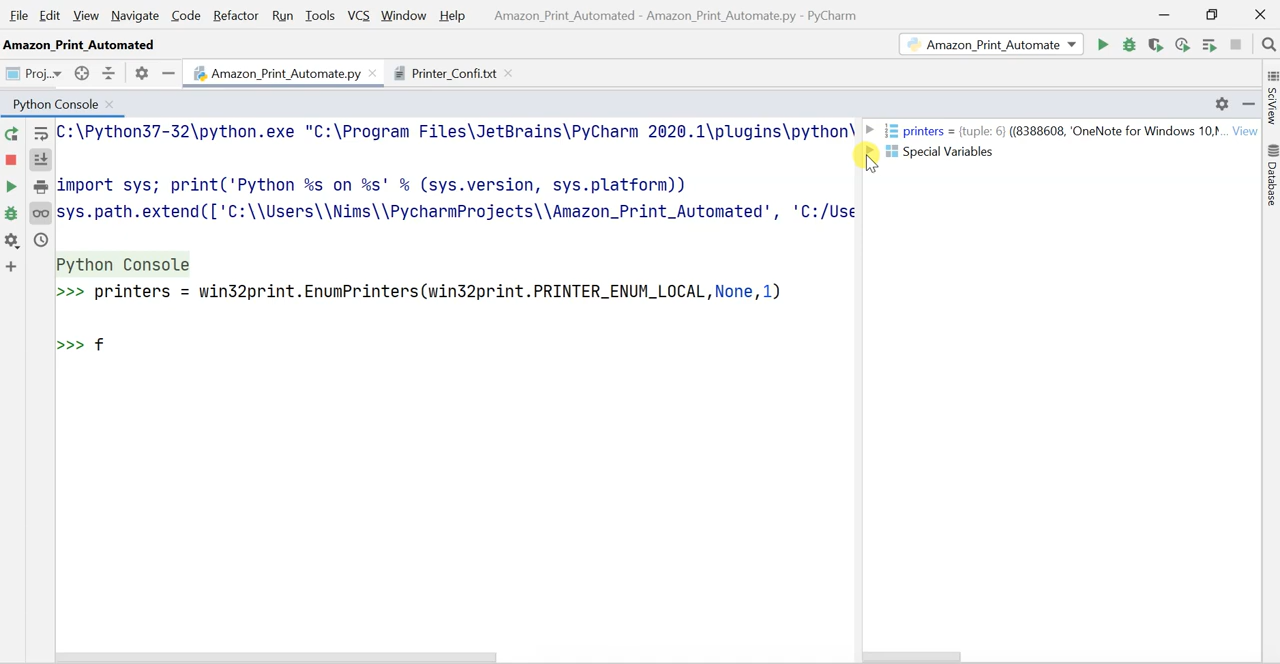 File Edit View Navigate Code Refactor Run Tools VCS Window Help Amazon_Print_Automated - Amazon_Print_Automate.py - PyCharm
Amazon_Print_Automated Amazon_Print_Automate
Proj... Amazon_Print_Automate.py Printer_Confi.txt
Python Console
C:\Python37-32\python.exe "C:\Program Files\JetBrains\PyCharm 2020.1\plugins\python\
import sys; print('Python %s on %s' % (sys.version, sys.platform))
sys.path.extend(['C:\\Users\\Nims\\PycharmProjects\\Amazon_Print_Automated', 'C:/Use
Python Console
>>> printers = win32print.EnumPrinters(win32print.PRINTER_ENUM_LOCAL,None,1)
>>> f
printers = {tuple: 6} ((8388608, 'OneNote for Windows 10,M... View
Special Variables
SciView
Database